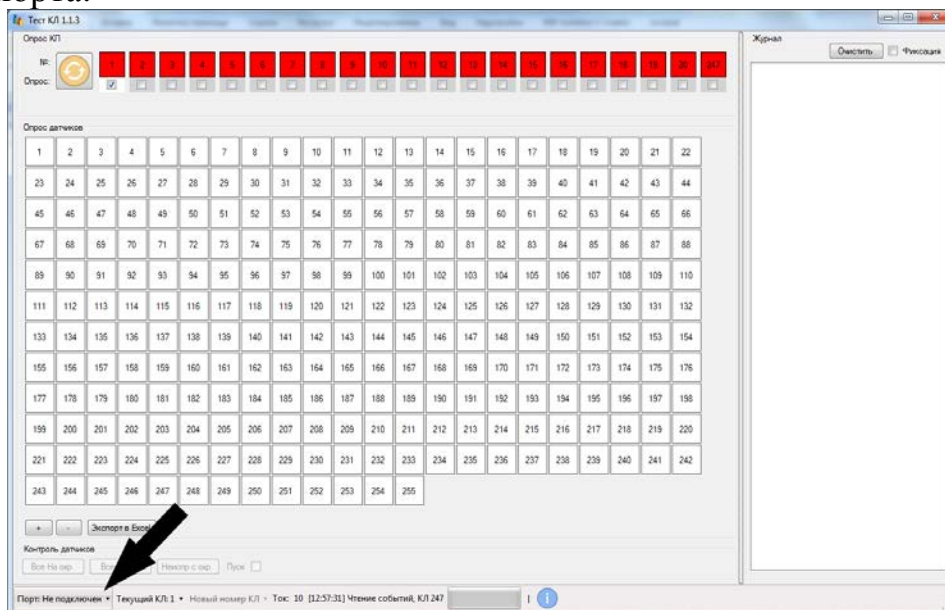 порта.
Тест КЛ 1.1.3
Опрос КП
№:
1 2 3 4 5 6 7 8 9 10 11 12 13 14 15 16 17 18 19 20 247
Опрос:
Опрос датчиков
1 2 3 4 5 6 7 8 9 10 11 12 13 14 15 16 17 18 19 20 21 22
23 24 25 26 27 28 29 30 31 32 33 34 35 36 37 38 39 40 41 42 43 44
45 46 47 48 49 50 51 52 53 54 55 56 57 58 59 60 61 62 63 64 65 66
67 68 69 70 71 72 73 74 75 76 77 78 79 80 81 82 83 84 85 86 87 88
89 90 91 92 93 94 95 96 97 98 99 100 101 102 103 104 105 106 107 108 109 110
111 112 113 114 115 116 117 118 119 120 121 122 123 124 125 126 127 128 129 130 131 132
133 134 135 136 137 138 139 140 141 142 143 144 145 146 147 148 149 150 151 152 153 154
155 156 157 158 159 160 161 162 163 164 165 166 167 168 169 170 171 172 173 174 175 176
177 178 179 180 181 182 183 184 185 186 187 188 189 190 191 192 193 194 195 196 197 198
199 200 201 202 203 204 205 206 207 208 209 210 211 212 213 214 215 216 217 218 219 220
221 222 223 224 225 226 227 228 229 230 231 232 233 234 235 236 237 238 239 240 241 242
243 244 245 246 247 248 249 250 251 252 253 254 255
+ - Экспорт в Excel
Контроль датчиков
Все На охр. Неиспр с охр. Пуск
Порт: Не подключен Текущий КЛ: 1 Новый номер КЛ Ток: 10 [12:57:31] Чтение событий, КЛ 247
Журнал
Очистить Фиксация